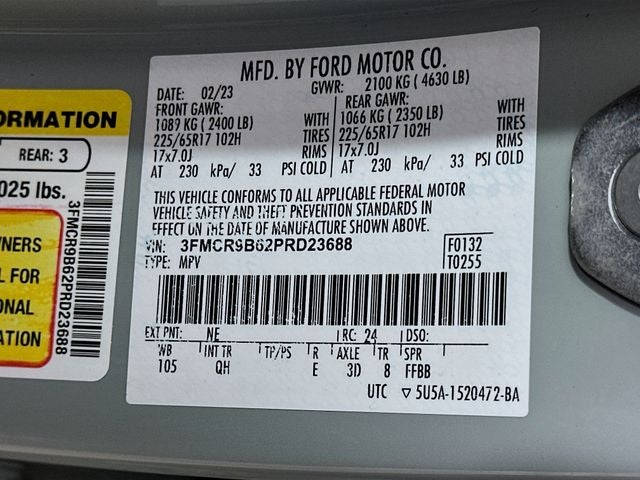 ORMATION
REAR: 3
025 lbs.
WNERS
L FOR
ONAL
ATION
3FMCR9B62PRD23688
MFD. BY FORD MOTOR CO.
DATE: 02/23 GVWR: 2100 KG ( 4630 LB)
FRONT GAWR: REAR GAWR:
1089 KG ( 2400 LB) WITH 1066 KG ( 2350 LB) WITH
225/65R17 102H TIRES 225/65R17 102H TIRES
17x7.0J RIMS 17x7.0J RIMS
AT 230 kPa/ 33 PSI COLD AT 230 kPa/ 33 PSI COLD
THIS VEHICLE CONFORMS TO ALL APPLICABLE FEDERAL MOTOR
VEHICLE SAFETY AND THEFT PREVENTION STANDARDS IN
EFFECT ON THE DATE OF MANUFACTURE SHOWN ABOVE.
VIN: 3FMCR9B62PRD23688 F0132
TYPE: MPV T0255
EXT PNT: NE RC: 24 DSO:
WB INT TR TP/PS R AXLE TR SPR
105 QH E 3D 8 FFBB
UTC ▽ 5U5A-1520472-BA